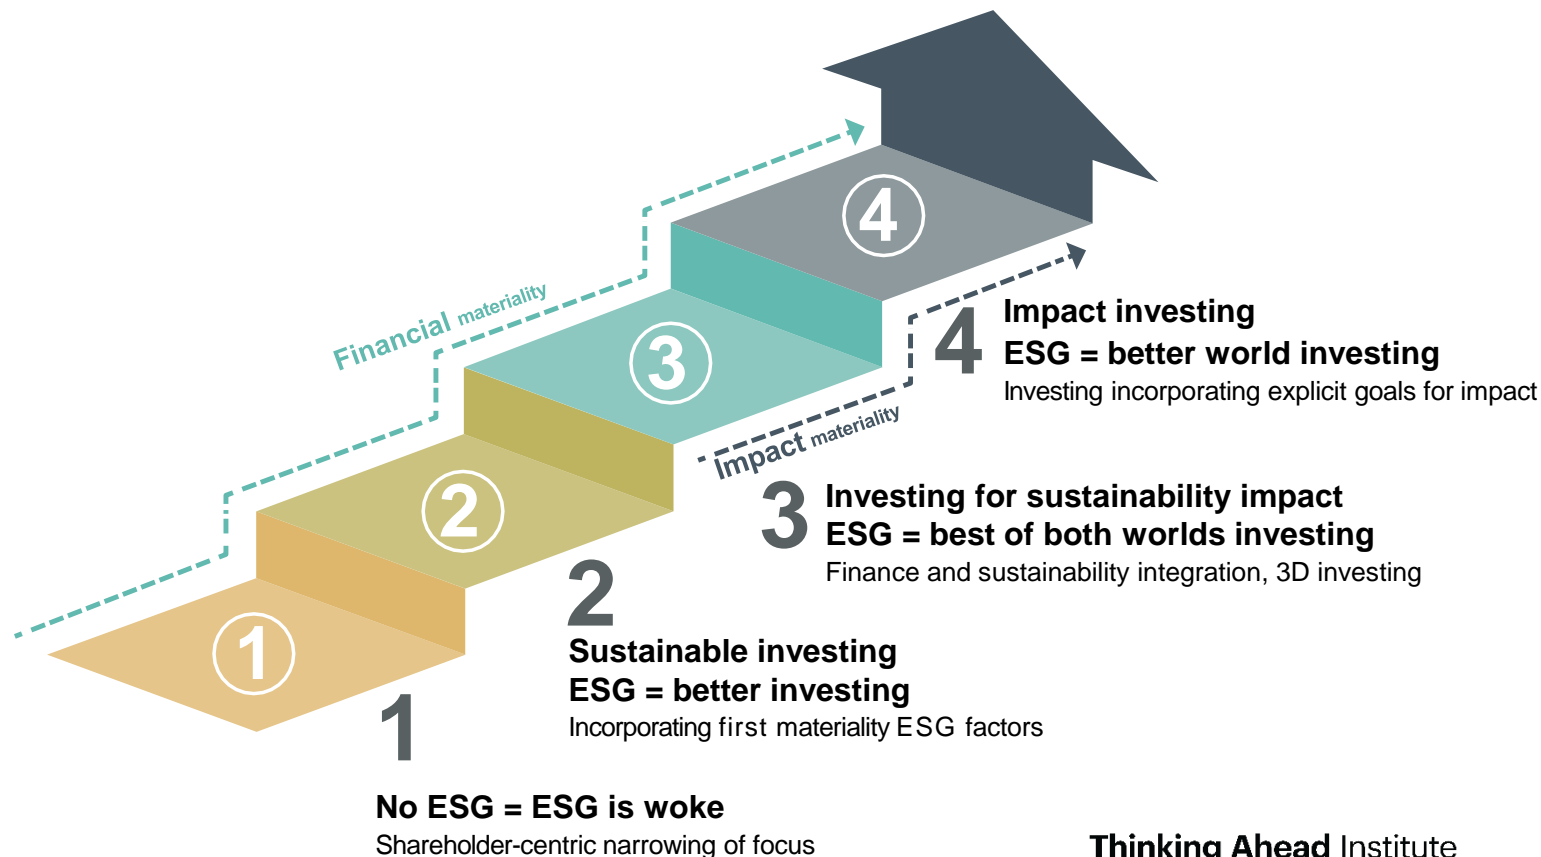 4
Financial materiality
3
4
Impact investing
ESG = better world investing
Investing incorporating explicit goals for impact
Impact materiality
2
3
Investing for sustainability impact
ESG = best of both worlds investing
Finance and sustainability integration, 3D investing
1
2
Sustainable investing
ESG = better investing
Incorporating first materiality ESG factors
1
No ESG = ESG is woke
Shareholder-centric narrowing of focus
Thinking Ahead Institute